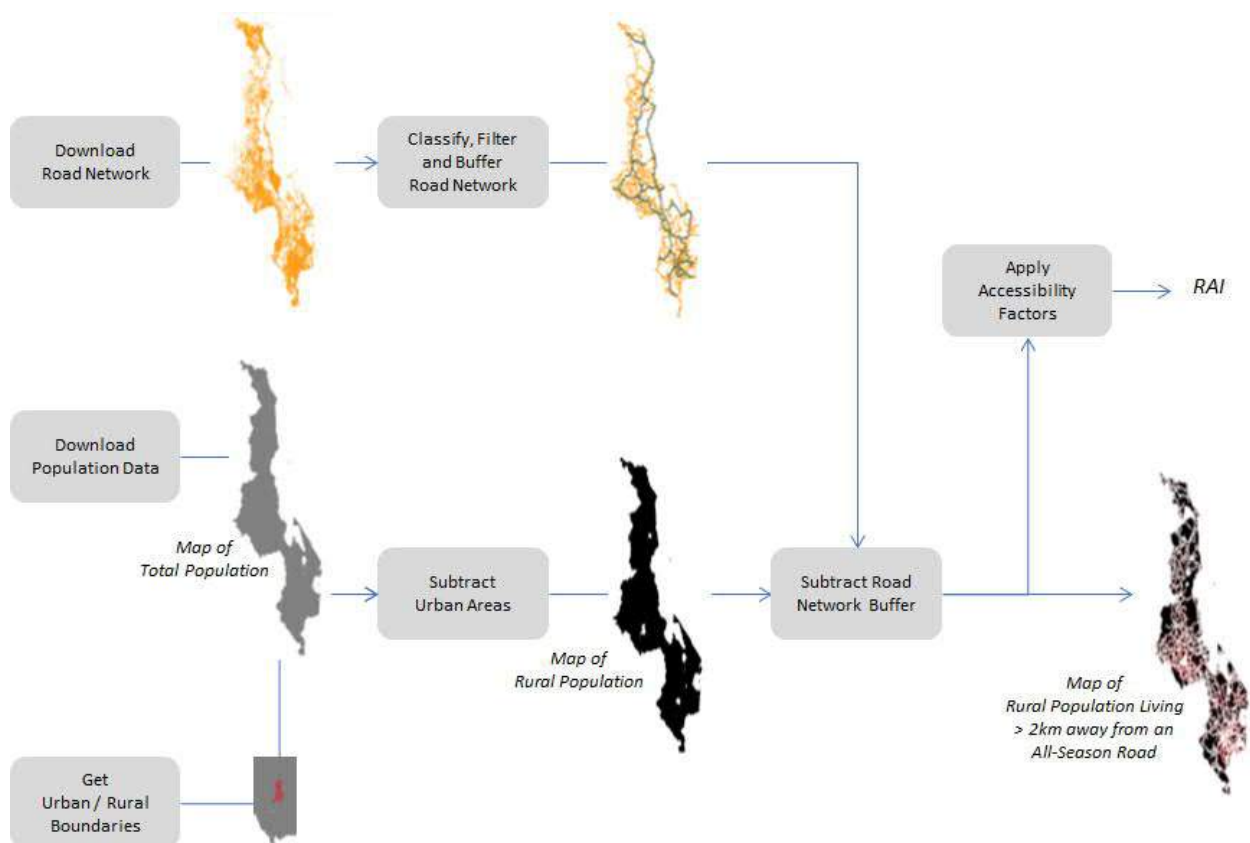 Download
Road Network
Classify, Filter
and Buffer
Road Network
Apply
Accessibility
Factors
RAI
Download
Population Data
Map of
Total Population
Subtract
Urban Areas
Map of
Rural Population
Subtract Road
Network Buffer
Map of
Rural Population Living
> 2km away from an
All-Season Road
Get
Urban / Rural
Boundaries